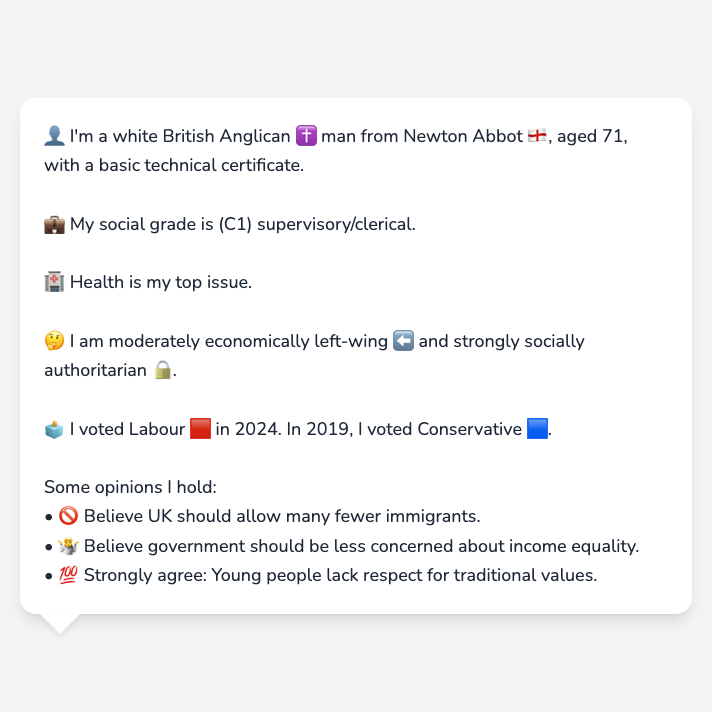 👤 I'm a white British Anglican ✝️ man from Newton Abbot 🏴󠁧󠁢󠁥󠁮󠁧󠁿, aged 71,
with a basic technical certificate.
💼 My social grade is (C1) supervisory/clerical.
🏥 Health is my top issue.
🤔 I am moderately economically left-wing ⬅️ and strongly socially
authoritarian 🔒.
🗳️ I voted Labour 🟥 in 2024. In 2019, I voted Conservative 🟦.
Some opinions I hold:
• 🚫 Believe UK should allow many fewer immigrants.
• 🤷 Believe government should be less concerned about income equality.
• 💯 Strongly agree: Young people lack respect for traditional values.